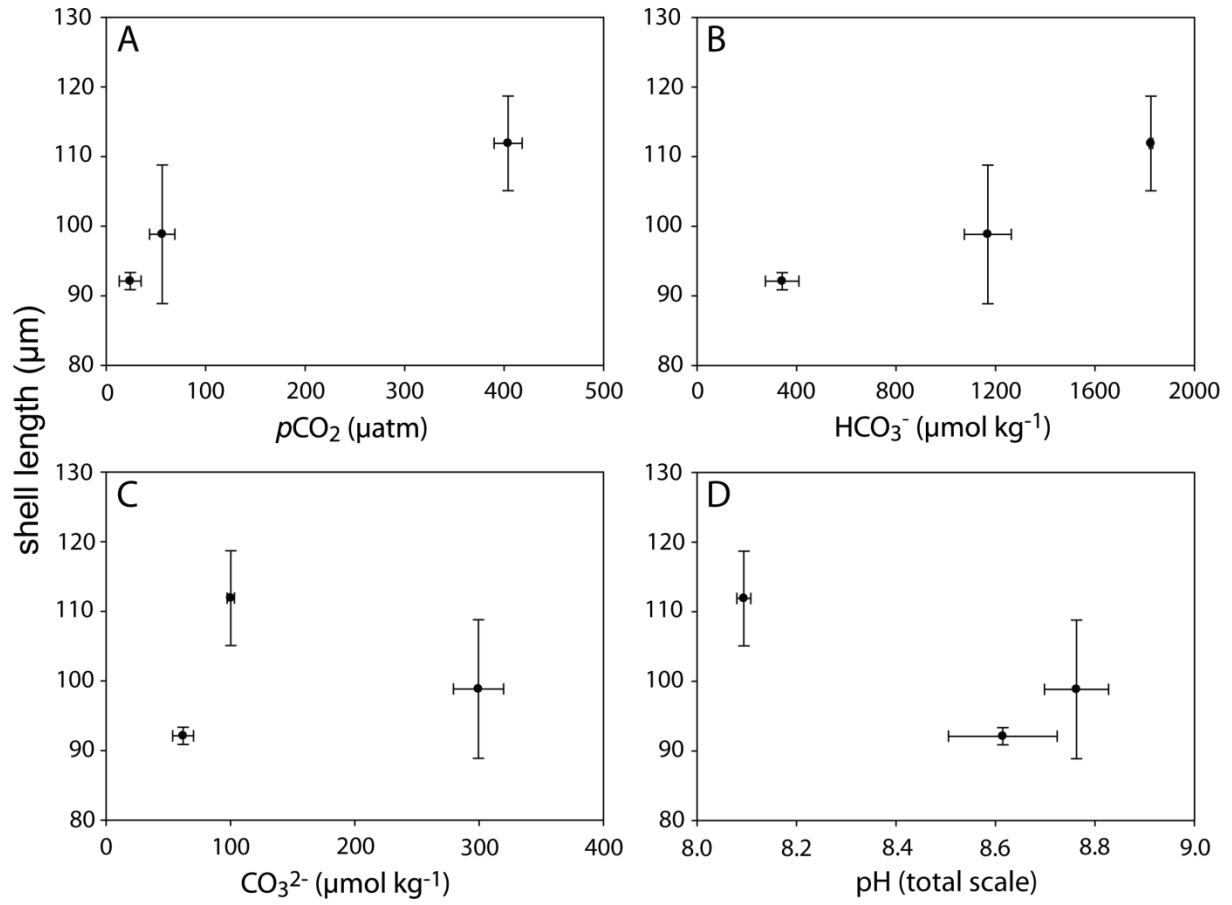 shell length (µm)
A
130
120
110
100
90
80
0 100 200 300 400 500
pCO₂ (µatm)
B
130
120
110
100
90
80
0 400 1200 1600 2000
HCO₃⁻ (µmol kg⁻¹)
C
130
120
110
100
90
80
0 100 200 300 400
CO₃²⁻ (µmol kg⁻¹)
D
130
120
110
100
90
80
8.0 8.2 8.4 8.6 8.8 9.0
pH (total scale)